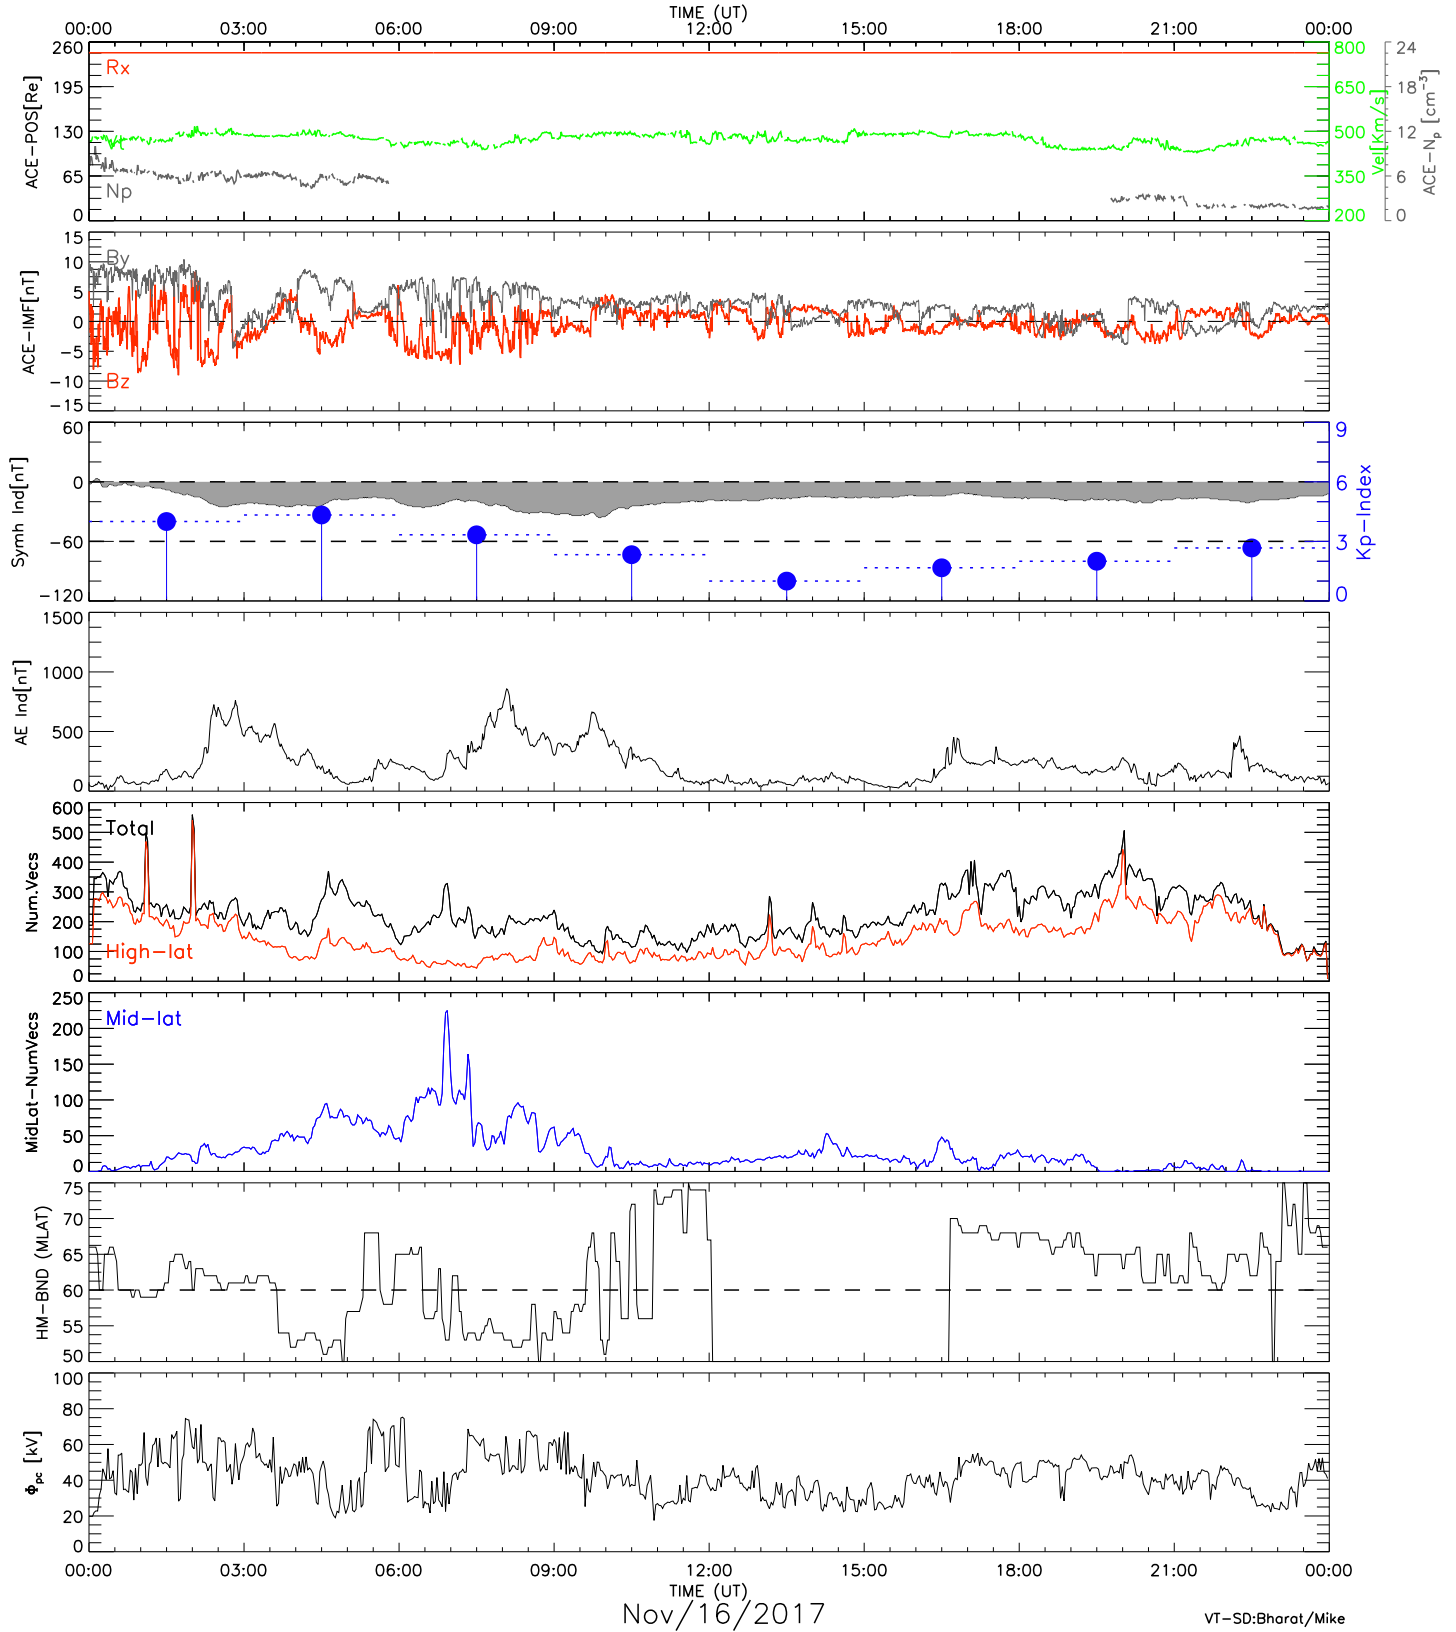 TIME (UT)
00:00 03:00 06:00 09:00 12:00 15:00 18:00 21:00 00:00
ACE-POS[Re]
260
195
130
65
0
Rx
Np
800
650
500
350
200
Vel[Km/s]
24
18
12
6
0
ACE-Np [cm-3]
ACE-IMF[nT]
15
10
5
0
-5
-10
-15
By
Bz
Symh Ind[nT]
60
0
-60
-120
9
6
3
0
Kp-Index
AE Ind[nT]
1500
1000
500
0
Num.Vecs
600
500
400
300
200
100
0
Total
High-lat
MidLat-NumVecs
250
200
150
100
50
0
Mid-lat
HM-BND (MLAT)
75
70
65
60
55
50
Φpc [kV]
100
80
60
40
20
0
00:00 03:00 06:00 09:00 12:00 15:00 18:00 21:00 00:00
TIME (UT)
Nov/16/2017
VT-SD:Bharat/Mike